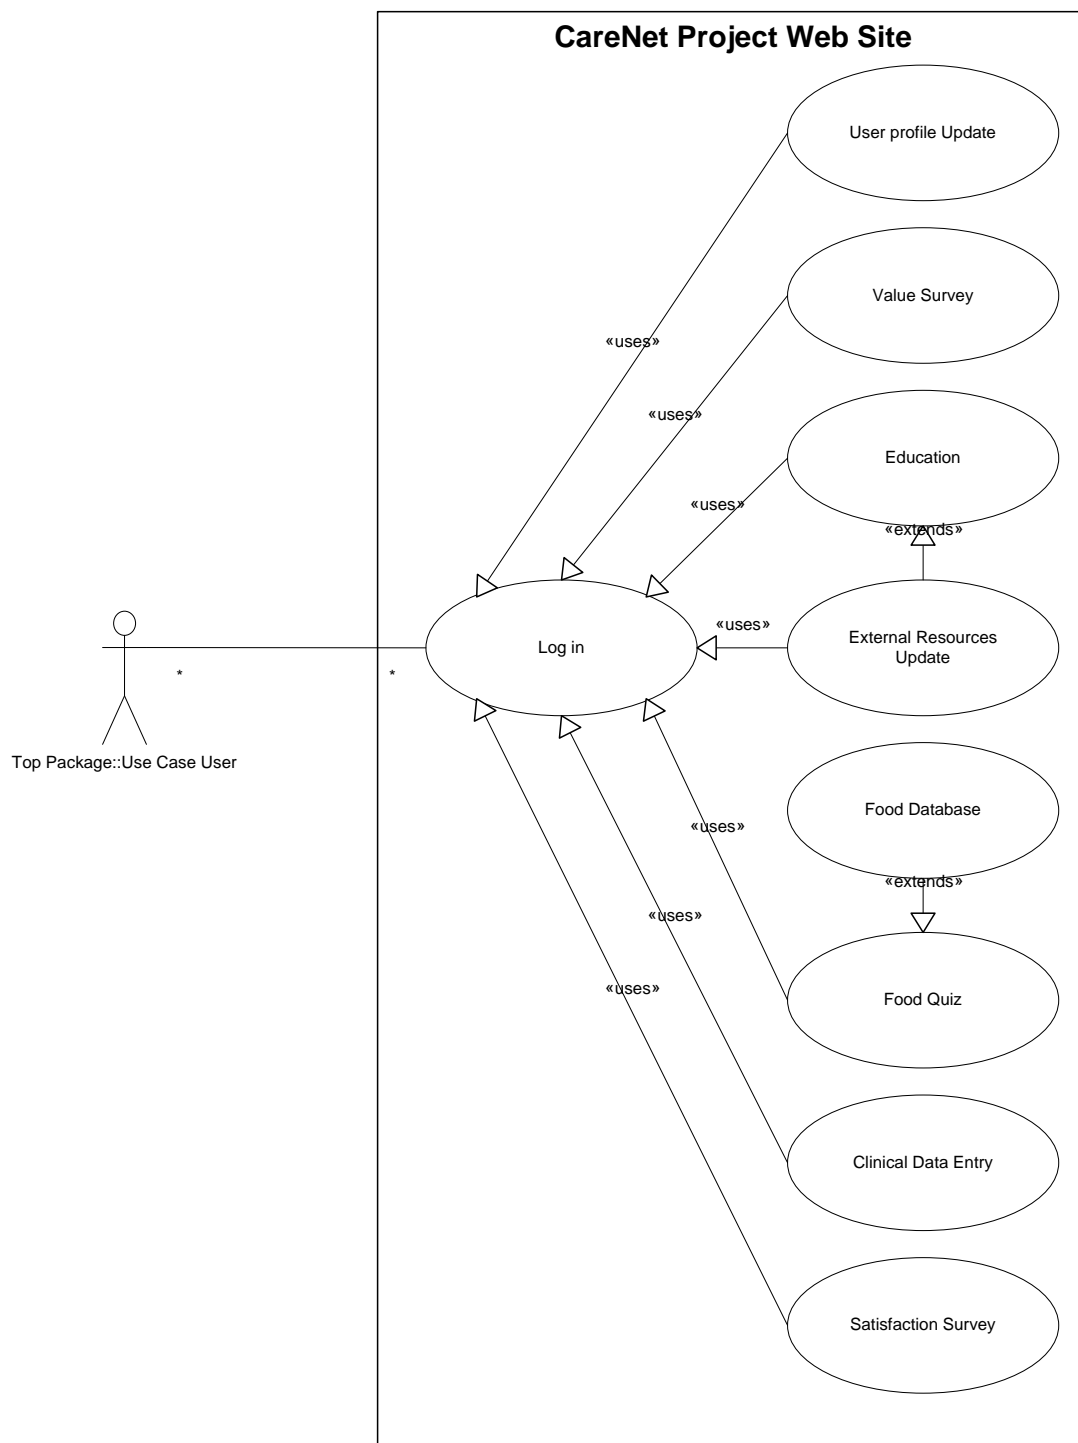 CareNet Project Web Site
User profile Update
Value Survey
«uses»
«uses»
Education
«uses»
«extends»
«uses»
Log in
External Resources
Update
*
*
Top Package::Use Case User
Food Database
«uses»
«extends»
«uses»
«uses»
Food Quiz
Clinical Data Entry
Satisfaction Survey